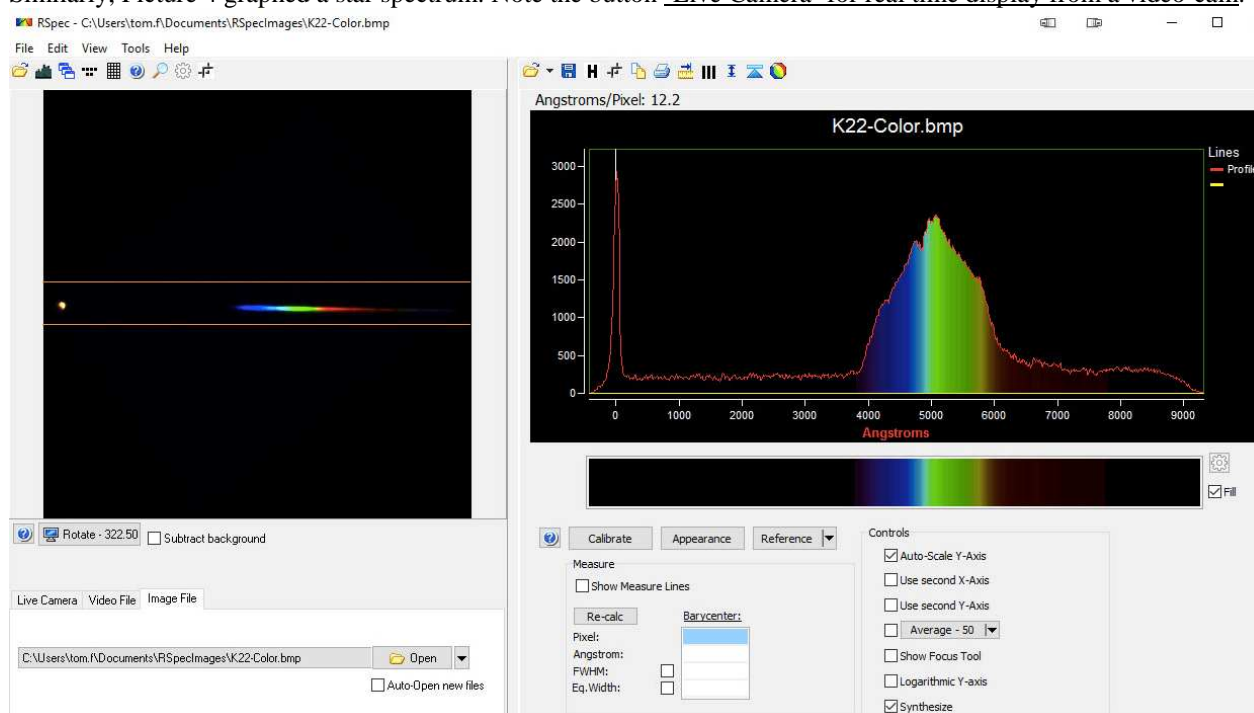 Similarly, Picture 4 graphed a star spectrum. Note the button "Live Camera" for real time display from a video-cam.
RSpec - C:\Users\tom.f\Documents\RSpecImages\K22-Color.bmp
File Edit View Tools Help
Angstroms/Pixel: 12.2
K22-Color.bmp
Lines
Profile
3000
2500
2000
1500
1000
500
0
0 1000 2000 3000 4000 5000 6000 7000 8000 9000
Angstroms
Fill
Rotate - 322.50 Subtract background
Live Camera Video File Image File
C:\Users\tom.f\Documents\RSpecImages\K22-Color.bmp Open
Auto-Open new files
Calibrate Appearance Reference
Measure
Show Measure Lines
Re-calc Barycenter:
Pixel:
Angstrom:
FWHM:
Eq.Width:
Controls
Auto-Scale Y-Axis
Use second X-Axis
Use second Y-Axis
Average - 50
Show Focus Tool
Logarithmic Y-axis
Synthesize